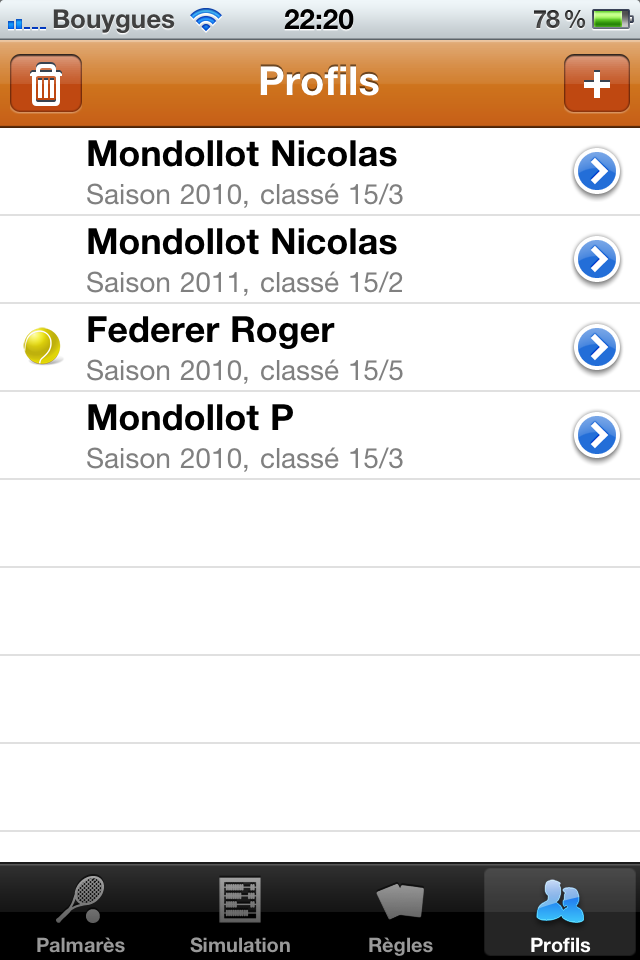 Bouygues 22:20 78 %
Profils
Mondollot Nicolas
Saison 2010, classé 15/3
Mondollot Nicolas
Saison 2011, classé 15/2
Federer Roger
Saison 2010, classé 15/5
Mondollot P
Saison 2010, classé 15/3
Palmarès Simulation Règles Profils